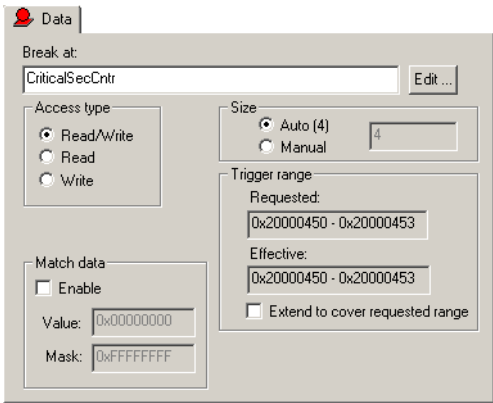 Data
Break at:
CriticalSecCntr
Edit ...
Access type
Read/Write
Read
Write
Size
Auto (4)
Manual
4
Trigger range
Requested:
0x20000450 - 0x20000453
Effective:
0x20000450 - 0x20000453
Extend to cover requested range
Match data
Enable
Value: 0x00000000
Mask: 0xFFFFFFFF